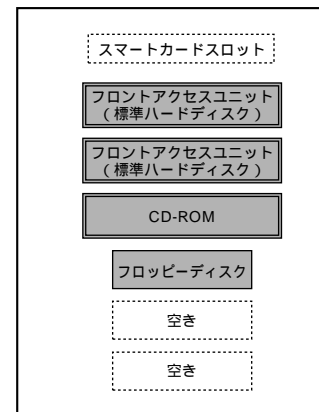 スマートカードスロット
フロントアクセスユニット
（標準ハードディスク）
フロントアクセスユニット
（標準ハードディスク）
CD-ROM
フロッピーディスク
空き
空き